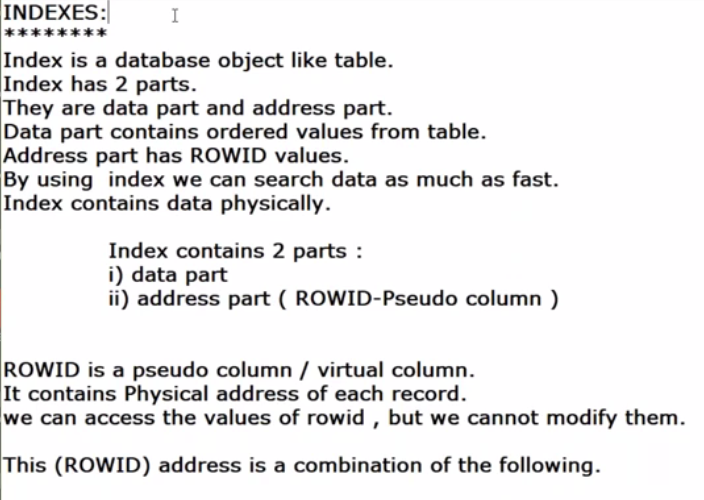 INDEXES:
********
Index is a database object like table.
Index has 2 parts.
They are data part and address part.
Data part contains ordered values from table.
Address part has ROWID values.
By using  index we can search data as much as fast.
Index contains data physically.
Index contains 2 parts :
i) data part
ii) address part ( ROWID-Pseudo column )
ROWID is a pseudo column / virtual column.
It contains Physical address of each record.
we can access the values of rowid , but we cannot modify them.
This (ROWID) address is a combination of the following.